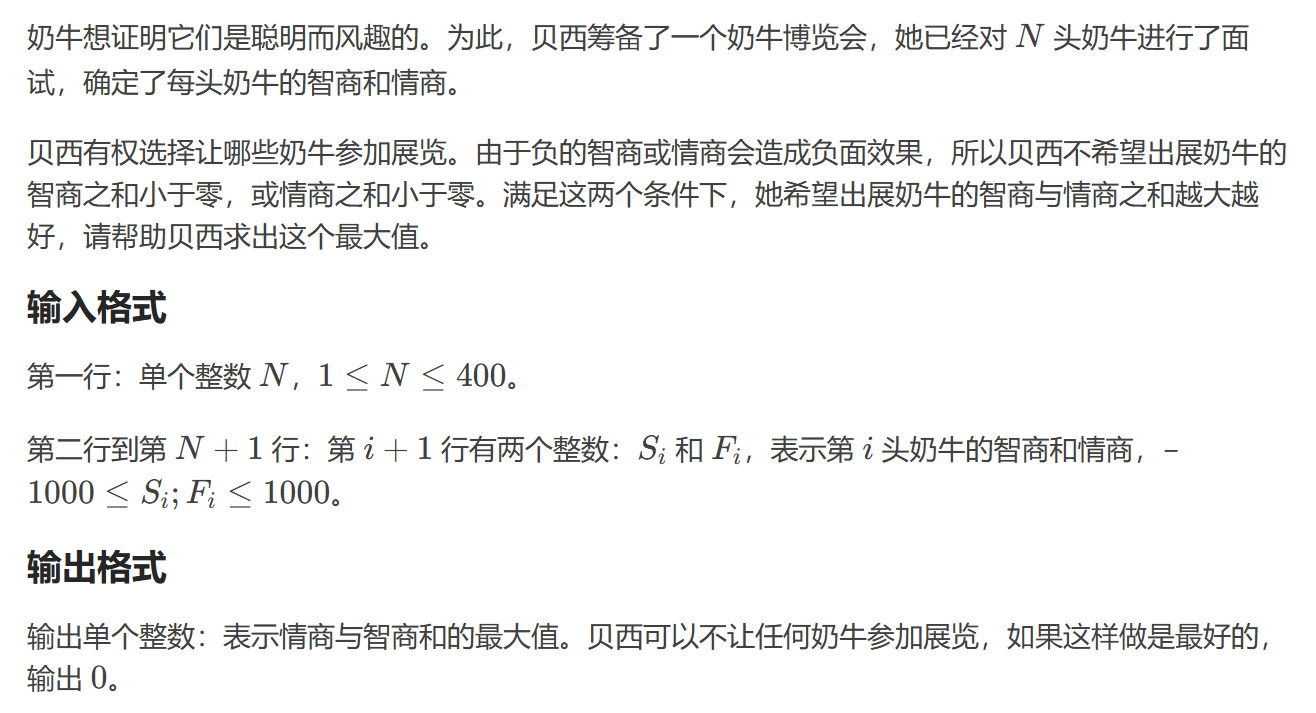 奶牛想证明它们是聪明而风趣的。为此，贝西筹备了一个奶牛博览会，她已经对 N 头奶牛进行了面
试，确定了每头奶牛的智商和情商。
贝西有权选择让哪些奶牛参加展览。由于负的智商或情商会造成负面效果，所以贝西不希望出展奶牛的
智商之和小于零，或情商之和小于零。满足这两个条件下，她希望出展奶牛的智商与情商之和越大越
好，请帮助贝西求出这个最大值。
输入格式
第一行：单个整数 N，1 ≤ N ≤ 400。
第二行到第 N + 1 行：第 i + 1 行有两个整数：S_i 和 F_i，表示第 i 头奶牛的智商和情商，–
1000 ≤ S_i; F_i ≤ 1000。
输出格式
输出单个整数：表示情商与智商和的最大值。贝西可以不让任何奶牛参加展览，如果这样做是最好的，
输出 0。